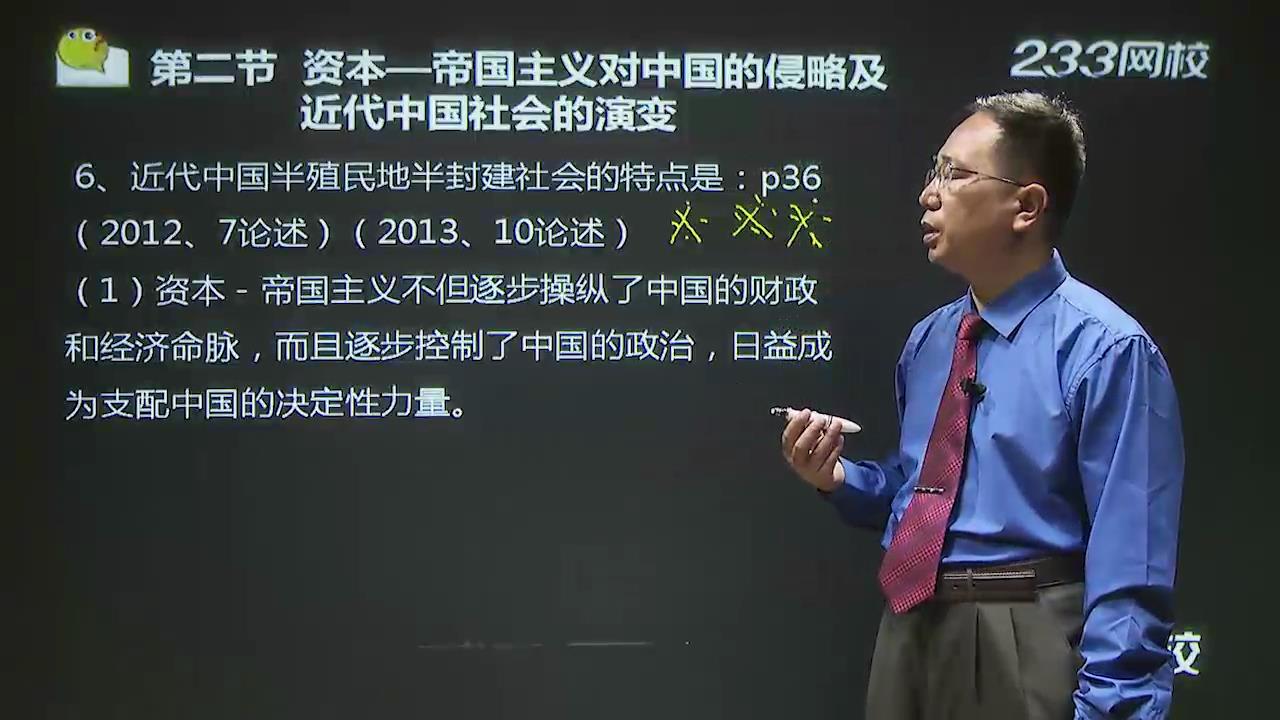 第二节 资本—帝国主义对中国的侵略及
近代中国社会的演变
233网校
6、近代中国半殖民地半封建社会的特点是：p36
（2012、7论述）（2013、10论述）
（1）资本－帝国主义不但逐步操纵了中国的财政
和经济命脉，而且逐步控制了中国的政治，日益成
为支配中国的决定性力量。
校